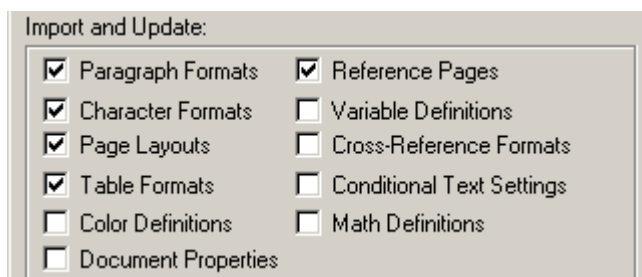 Import and Update:
Paragraph Formats
Character Formats
Page Layouts
Table Formats
Color Definitions
Document Properties
Reference Pages
Variable Definitions
Cross-Reference Formats
Conditional Text Settings
Math Definitions